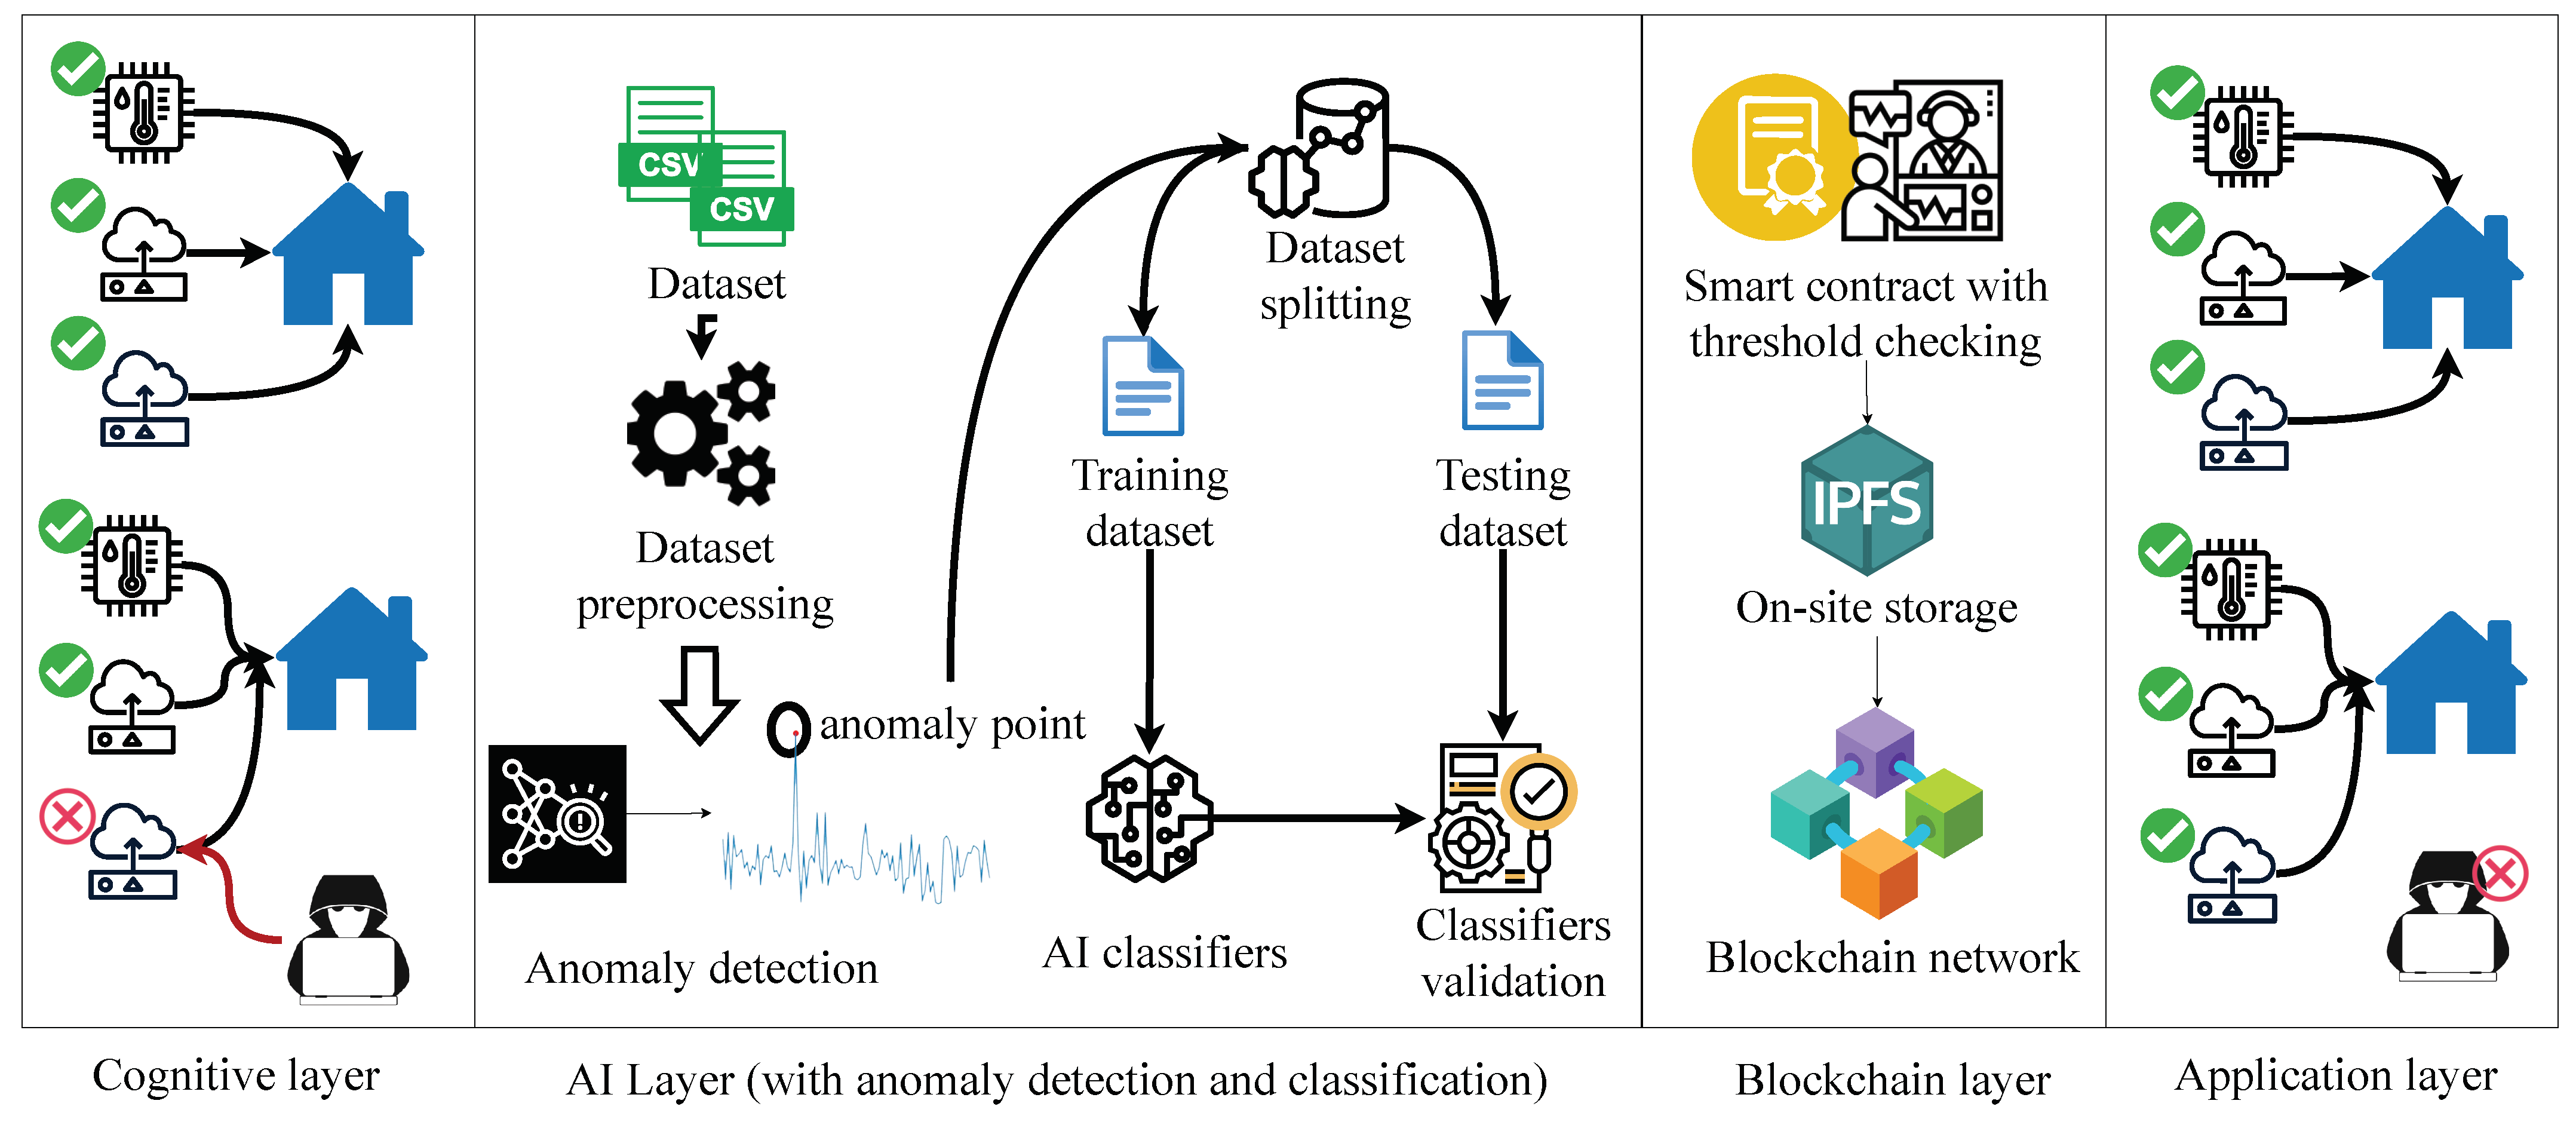 CSV
CSV
Dataset
Dataset
preprocessing
anomaly point
Anomaly detection
Dataset
splitting
Training
dataset
Testing
dataset
AI classifiers
Classifiers
validation
Smart contract with
threshold checking
IPFS
On-site storage
Blockchain network
Cognitive layer
AI Layer (with anomaly detection and classification)
Blockchain layer
Application layer